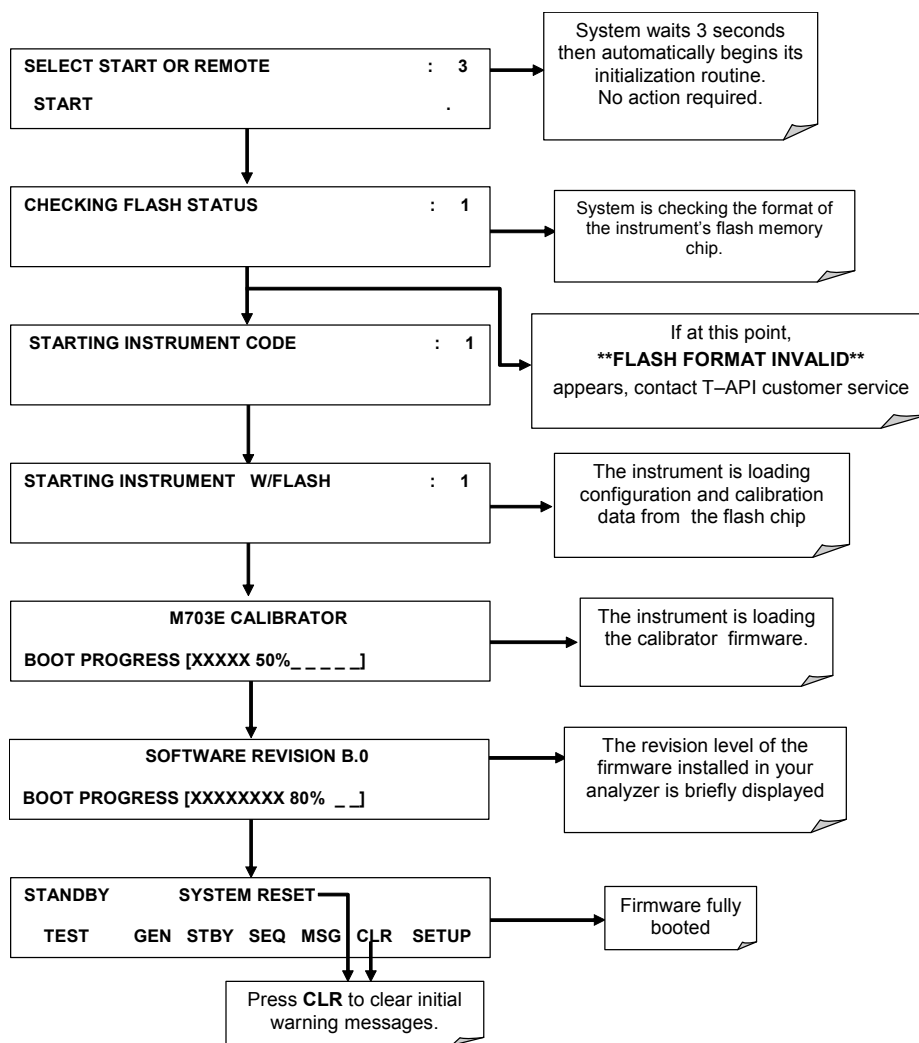 SELECT START OR REMOTE : 3
START .
System waits 3 seconds
then automatically begins its
initialization routine.
No action required.
CHECKING FLASH STATUS : 1
System is checking the format of
the instrument's flash memory
chip.
STARTING INSTRUMENT CODE : 1
If at this point,
**FLASH FORMAT INVALID**
appears, contact T–API customer service
STARTING INSTRUMENT W/FLASH : 1
The instrument is loading
configuration and calibration
data from the flash chip
M703E CALIBRATOR
BOOT PROGRESS [XXXXX 50%_ _ _ _ _]
The instrument is loading
the calibrator firmware.
SOFTWARE REVISION B.0
BOOT PROGRESS [XXXXXXXX 80% _ _]
The revision level of the
firmware installed in your
analyzer is briefly displayed
STANDBY SYSTEM RESET
TEST GEN STBY SEQ MSG CLR SETUP
Firmware fully
booted
Press CLR to clear initial
warning messages.